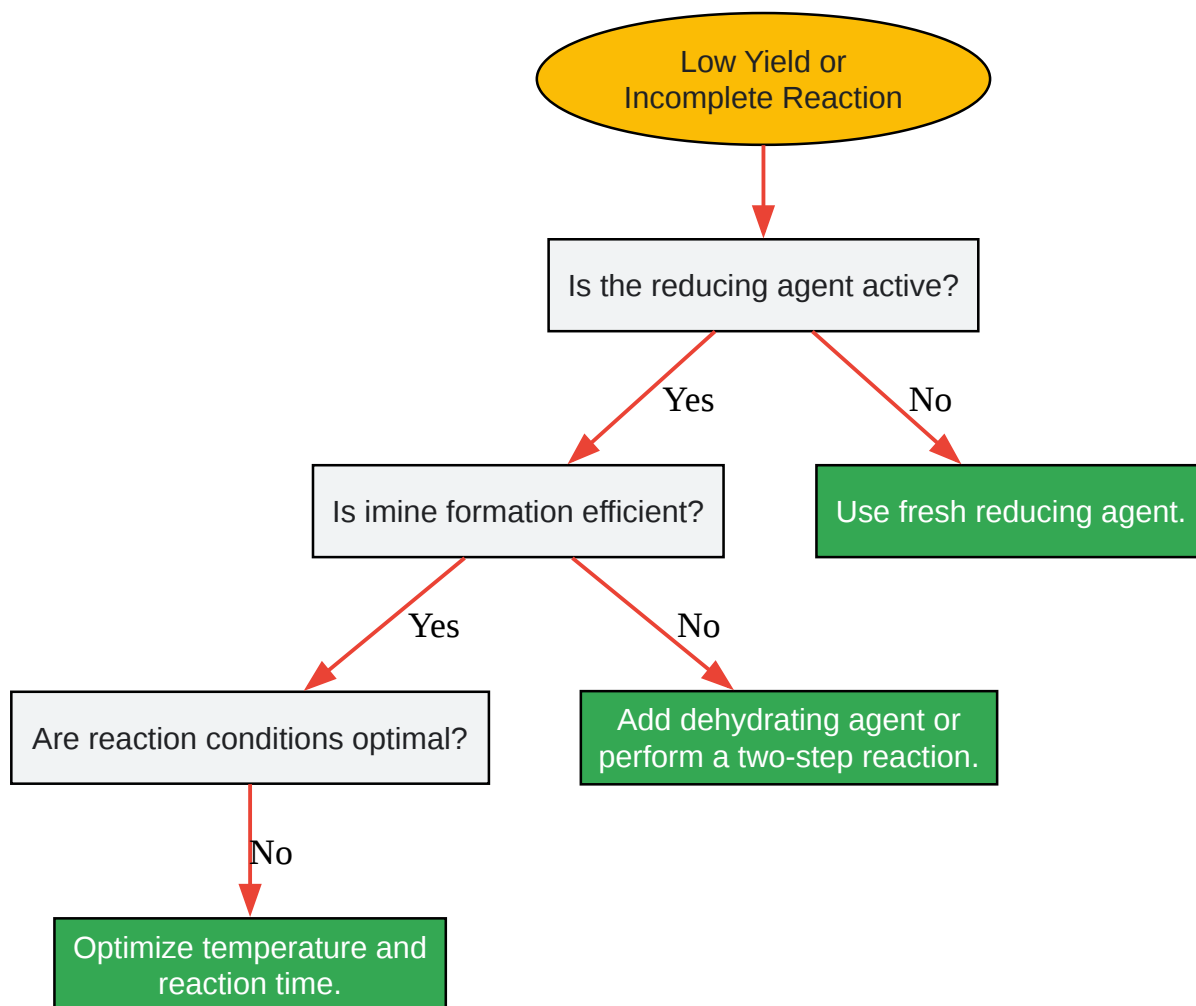 Low Yield or
Incomplete Reaction
Is the reducing agent active?
Yes
No
Is imine formation efficient?
Use fresh reducing agent.
Yes
No
Are reaction conditions optimal?
Add dehydrating agent or
perform a two-step reaction.
No
Optimize temperature and
reaction time.